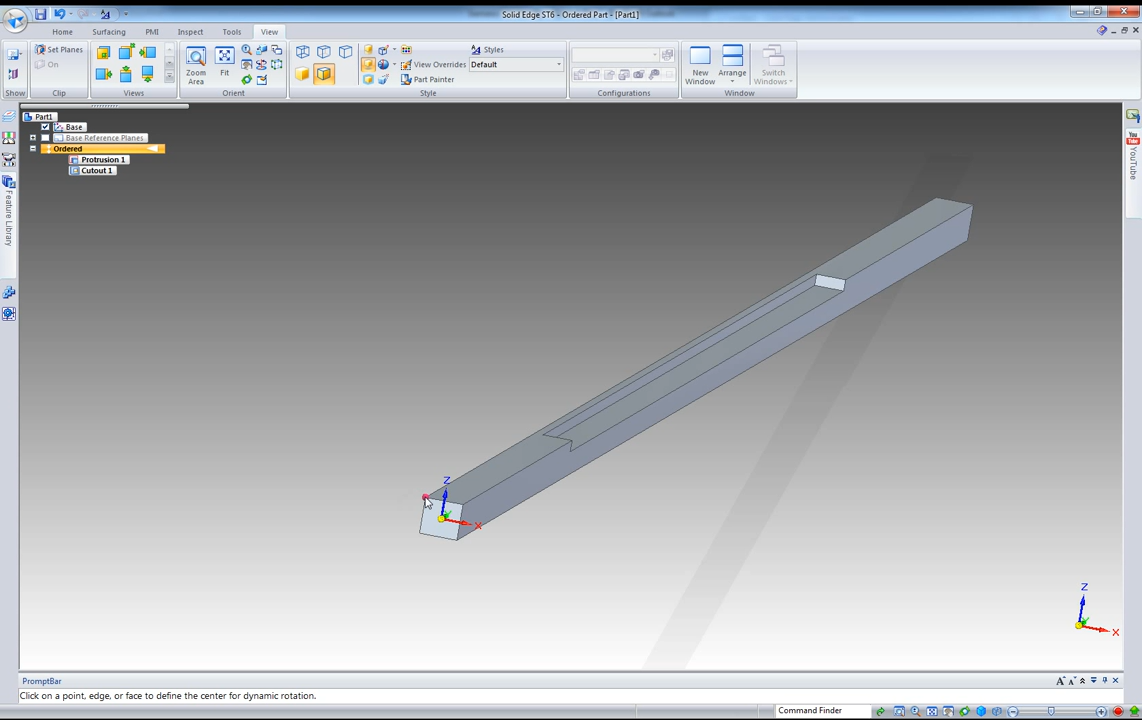 Solid Edge ST6 - Ordered Part - [Part1]
Home Surfacing PMI Inspect Tools View
Set Planes
On
Show
Clip
Views
Zoom Area
Fit
Orient
View Overrides
Part Painter
Style
Styles
Default
Configurations
New Window
Arrange
Switch Windows
Window
Part1
Base
Base Reference Planes
Ordered
Protrusion 1
Cutout 1
Feature Library
You Tube
YouTube
Z
X
Z
X
PromptBar
Click on a point, edge, or face to define the center for dynamic rotation.
Command Finder